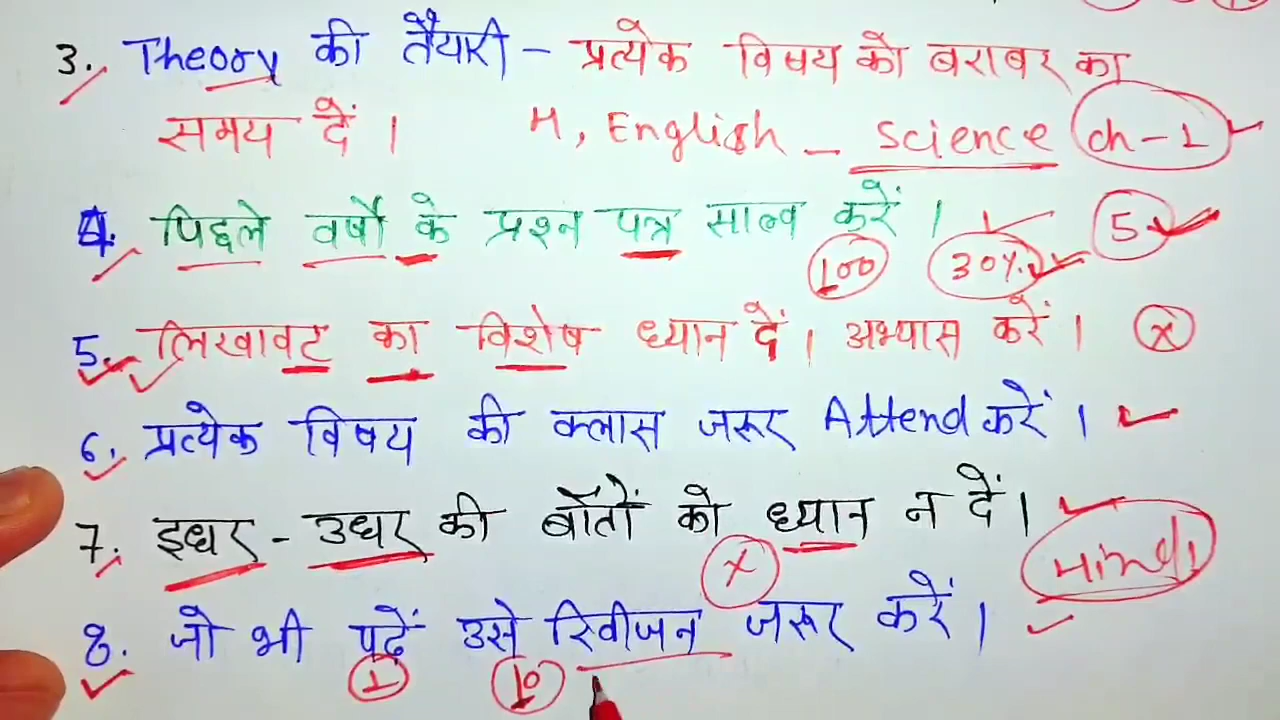 3. Theory की तैयारी - प्रत्येक विषय को बराबर का
समय दें। H, English _ Science ch-1
4. पिछले वर्षो के प्रश्न पत्र साल्व करें। 5
100 30%
5. लिखावट का विशेष ध्यान दें। अभ्यास करें। x
6. प्रत्येक विषय की क्लास जरूर Attend करें।
7. इधर-उधर की बॉतों को ध्यान न दें।
x Hindi
8. जो भी पढ़ें उसे रिवीजन जरूर करें।
1 10